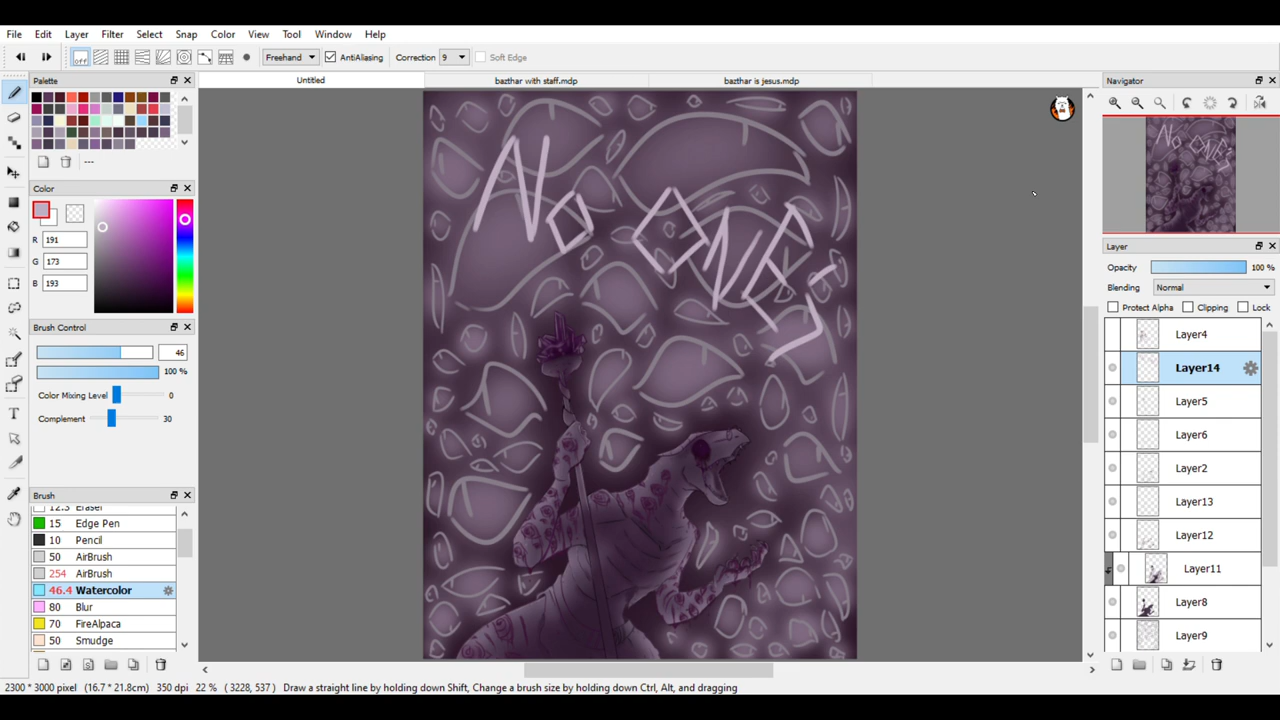 File Edit Layer Filter Select Snap Color View Tool Window Help
off Freehand AntiAliasing Correction 9 Soft Edge
Palette
Untitled
bazthar with staff.mdp
bazthar is jesus.mdp
Navigator
---
Color
R 191
G 173
B 193
Brush Control
46
100 %
Color Mixing Level 0
Complement 30
Brush
12.3 Eraser
15 Edge Pen
10 Pencil
50 AirBrush
254 AirBrush
46.4 Watercolor
80 Blur
70 FireAlpaca
50 Smudge
No
Layer
Opacity 100 %
Blending Normal
Protect Alpha Clipping Lock
Layer4
Layer14
Layer5
Layer6
Layer2
Layer13
Layer12
Layer11
Layer8
Layer9
2300 * 3000 pixel (16.7 * 21.8cm) 350 dpi 22 % ( 3228, 537 ) Draw a straight line by holding down Shift, Change a brush size by holding down Ctrl, Alt, and dragging